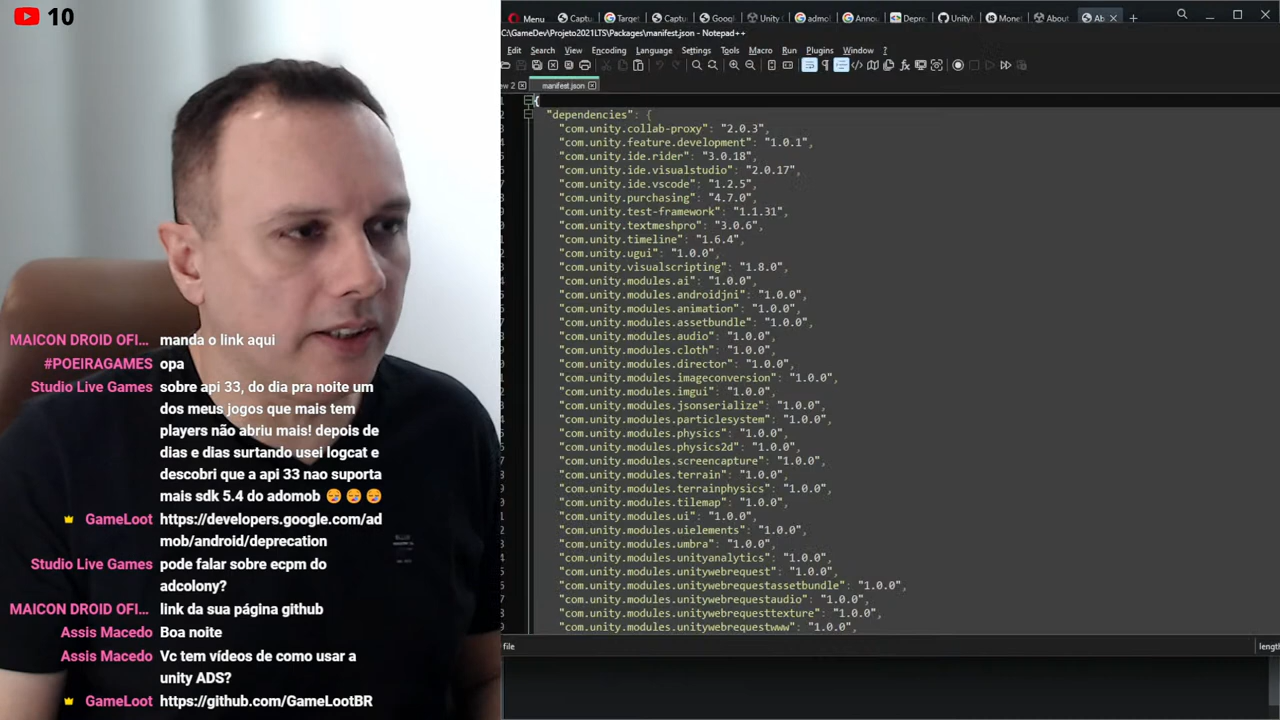 10
Menu
Captu
Target
Captu
Googl
Unity
admo
Annou
Depre
UnityM
Monet
About
Ab
C:\GameDev\Projeto2021LTS\Packages\manifest.json - Notepad++
Edit Search View Encoding Language Settings Tools Macro Run Plugins Window ?
ew 2
manifest.json
{
"dependencies": {
"com.unity.collab-proxy": "2.0.3",
"com.unity.feature.development": "1.0.1",
"com.unity.ide.rider": "3.0.18",
"com.unity.ide.visualstudio": "2.0.17",
"com.unity.ide.vscode": "1.2.5",
"com.unity.purchasing": "4.7.0",
"com.unity.test-framework": "1.1.31",
"com.unity.textmeshpro": "3.0.6",
"com.unity.timeline": "1.6.4",
"com.unity.ugui": "1.0.0",
"com.unity.visualscripting": "1.8.0",
"com.unity.modules.ai": "1.0.0",
"com.unity.modules.androidjni": "1.0.0",
"com.unity.modules.animation": "1.0.0",
"com.unity.modules.assetbundle": "1.0.0",
"com.unity.modules.audio": "1.0.0",
"com.unity.modules.cloth": "1.0.0",
"com.unity.modules.director": "1.0.0",
"com.unity.modules.imageconversion": "1.0.0",
"com.unity.modules.imgui": "1.0.0",
"com.unity.modules.jsonserialize": "1.0.0",
"com.unity.modules.particlesystem": "1.0.0",
"com.unity.modules.physics": "1.0.0",
"com.unity.modules.physics2d": "1.0.0",
"com.unity.modules.screencapture": "1.0.0",
"com.unity.modules.terrain": "1.0.0",
"com.unity.modules.terrainphysics": "1.0.0",
"com.unity.modules.tilemap": "1.0.0",
"com.unity.modules.ui": "1.0.0",
"com.unity.modules.uielements": "1.0.0",
"com.unity.modules.umbra": "1.0.0",
"com.unity.modules.unityanalytics": "1.0.0",
"com.unity.modules.unitywebrequest": "1.0.0",
"com.unity.modules.unitywebrequestassetbundle": "1.0.0",
"com.unity.modules.unitywebrequestaudio": "1.0.0",
"com.unity.modules.unitywebrequesttexture": "1.0.0",
"com.unity.modules.unitywebrequestwww": "1.0.0",
file
length
MAICON DROID OFI... manda o link aqui
#POEIRAGAMES opa
Studio Live Games sobre api 33, do dia pra noite um
dos meus jogos que mais tem
players não abriu mais! depois de
dias e dias surtando usei logcat e
descobri que a api 33 nao suporta
mais sdk 5.4 do adomob 😴😴😴
GameLoot https://developers.google.com/ad
mob/android/deprecation
Studio Live Games pode falar sobre ecpm do
adcolony?
MAICON DROID OFI... link da sua página github
Assis Macedo Boa noite
Assis Macedo Vc tem vídeos de como usar a
unity ADS?
GameLoot https://github.com/GameLootBR